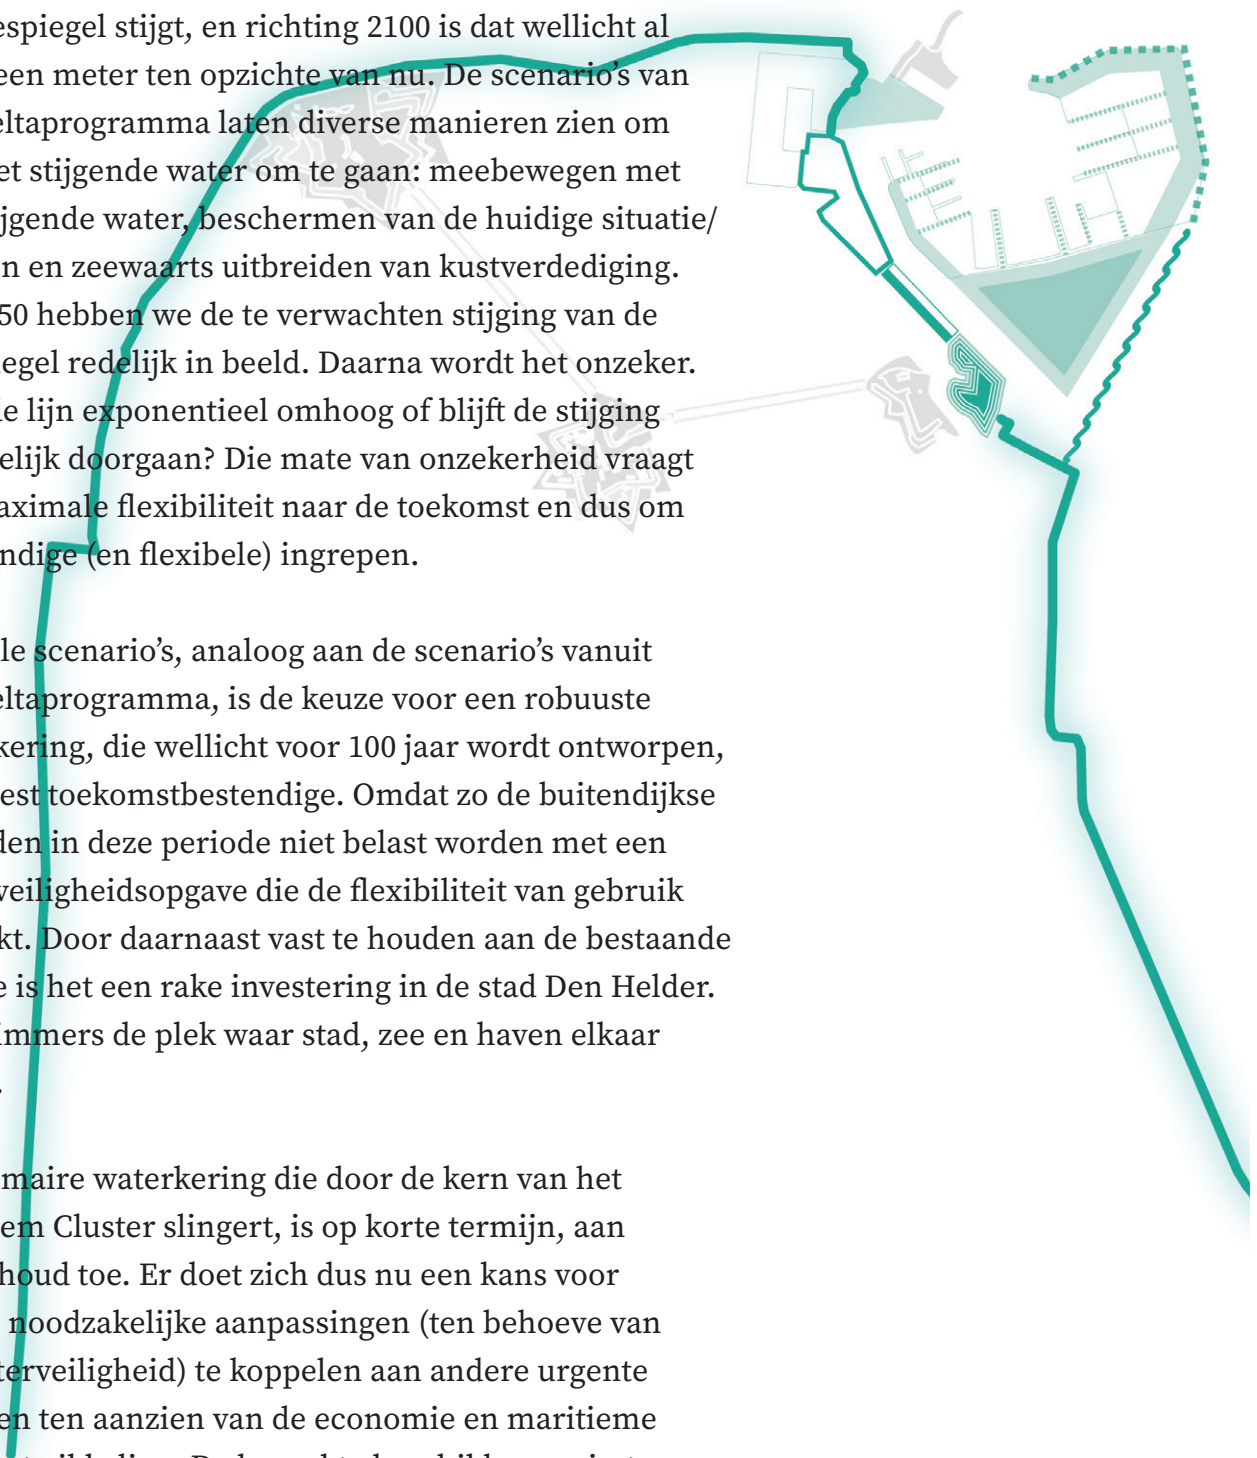 espiegel stijgt, en richting 2100 is dat wellicht al
een meter ten opzichte van nu. De scenario’s van
eltaprogramma laten diverse manieren zien om
et stijgende water om te gaan: meebewegen met
ijgende water, beschermen van de huidige situatie/
n en zeewaarts uitbreiden van kustverdediging.
50 hebben we de te verwachten stijging van de
iegel redelijk in beeld. Daarna wordt het onzeker.
de lijn exponentieel omhoog of blijft de stijging
elijk doorgaan? Die mate van onzekerheid vraagt
aximale flexibiliteit naar de toekomst en dus om
ndige (en flexibele) ingrepen.
le scenario’s, analoog aan de scenario’s vanuit
eltaprogramma, is de keuze voor een robuuste
kering, die wellicht voor 100 jaar wordt ontworpen,
est toekomstbestendige. Omdat zo de buitendijkse
den in deze periode niet belast worden met een
veiligheidsopgave die de flexibiliteit van gebruik
kt. Door daarnaast vast te houden aan de bestaande
e is het een rake investering in de stad Den Helder.
immers de plek waar stad, zee en haven elkaar
.
maire waterkering die door de kern van het
em Cluster slingert, is op korte termijn, aan
houd toe. Er doet zich dus nu een kans voor
noodzakelijke aanpassingen (ten behoeve van
terveiligheid) te koppelen aan andere urgente
en ten aanzien van de economie en maritieme